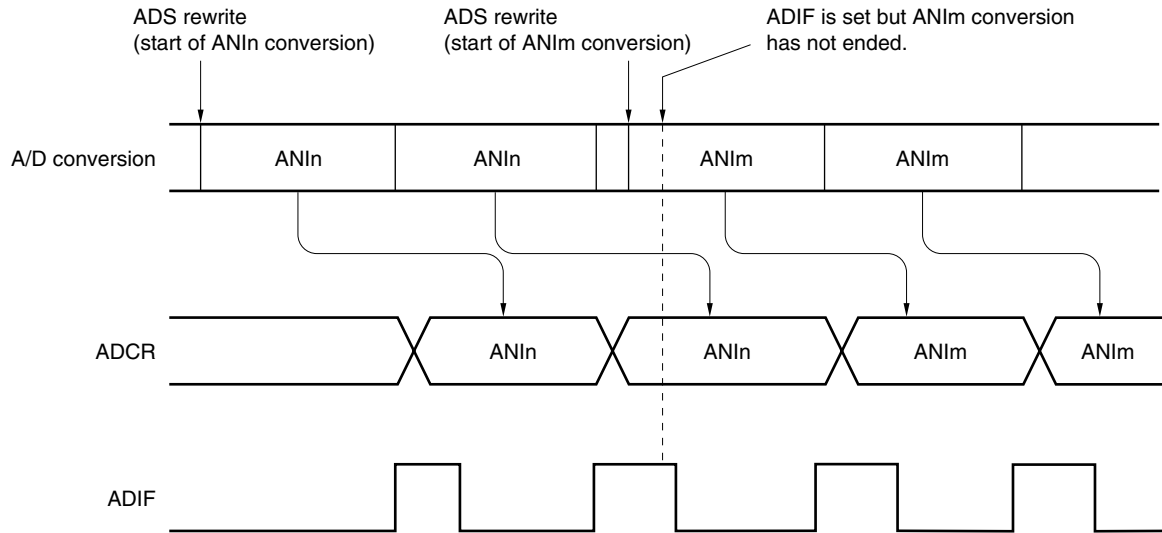 ADS rewrite
(start of ANIn conversion)
ADS rewrite
(start of ANIm conversion)
ADIF is set but ANIm conversion
has not ended.
A/D conversion
ANIn
ANIn
ANIm
ANIm
ADCR
ANIn
ANIn
ANIm
ANIm
ADIF